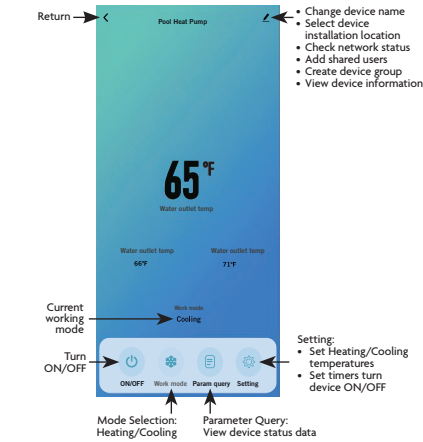 Return
Pool Heat Pump
• Change device name
• Select device
installation location
• Check network status
• Add shared users
• Create device group
• View device information
65°F
Water outlet temp
Water outlet temp
66°F
Water outlet temp
71°F
Current
working
mode
Work mode
Cooling
Turn
ON/OFF
ON/OFF
Work mode
Param query
Setting
Setting:
• Set Heating/Cooling
temperatures
• Set timers turn
device ON/OFF
Mode Selection:
Heating/Cooling
Parameter Query:
View device status data